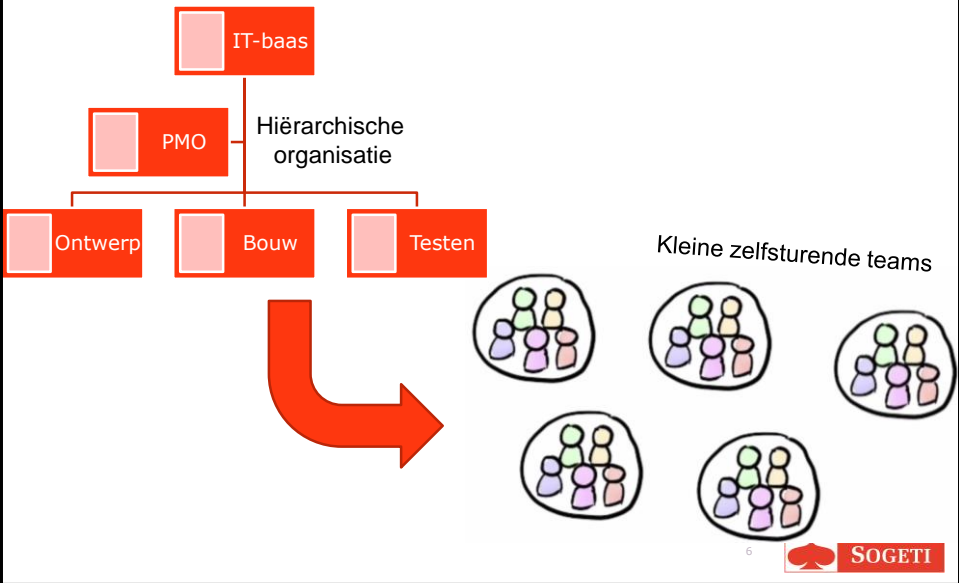 IT-baas
PMO
Hiërarchische
organisatie
Ontwerp
Bouw
Testen
Kleine zelfsturende teams
6
SOGETI